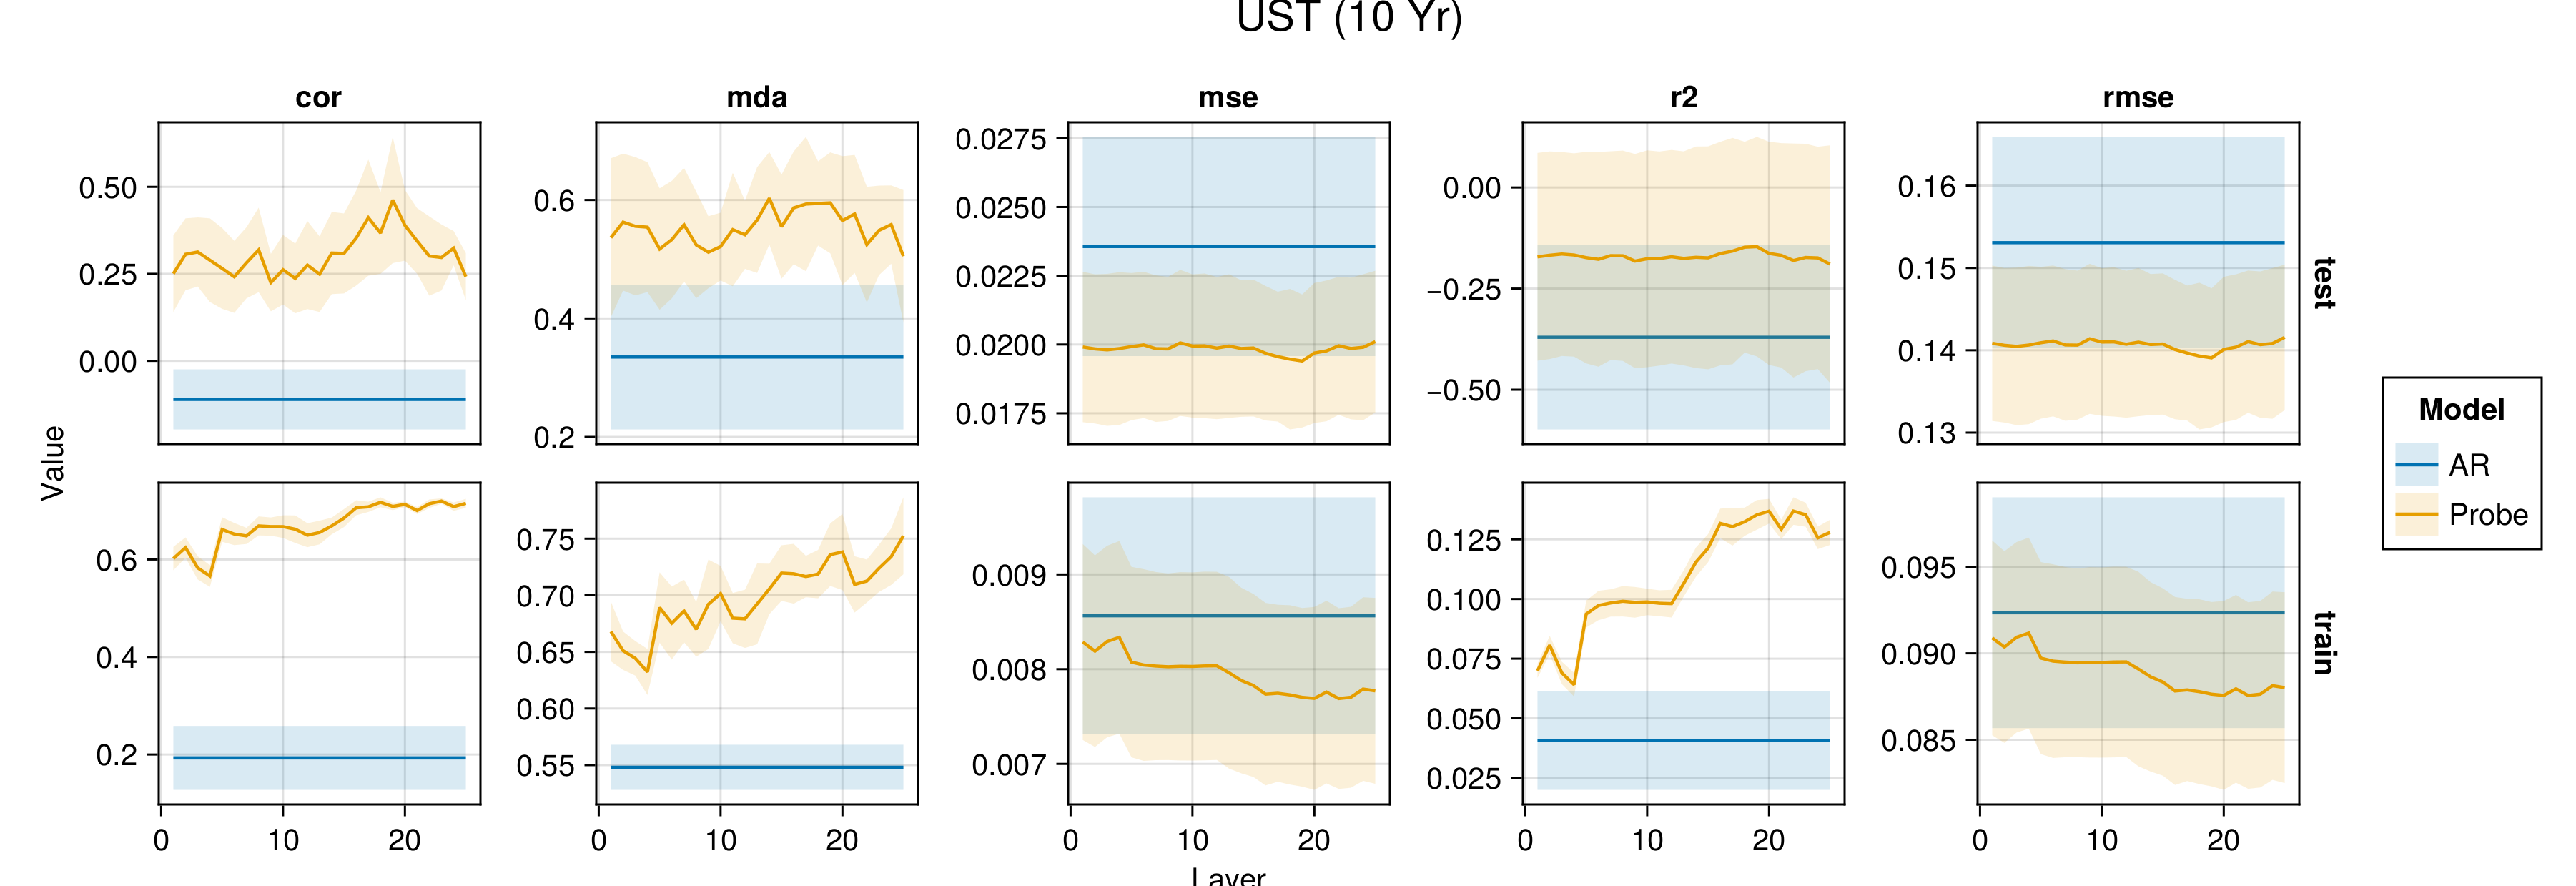 UST (10 Yr)
cor
mda
mse
r2
rmse
0.50
0.25
0.00
0.6
0.4
0.2
0.0275
0.0250
0.0225
0.0200
0.0175
0.00
−0.25
−0.50
0.16
0.15
0.14
0.13
test
Value
0.6
0.4
0.2
0.75
0.70
0.65
0.60
0.55
0.009
0.008
0.007
0.125
0.100
0.075
0.050
0.025
0.095
0.090
0.085
train
0 10 20
0 10 20
0 10 20
0 10 20
0 10 20
Layer
Model
AR
Probe